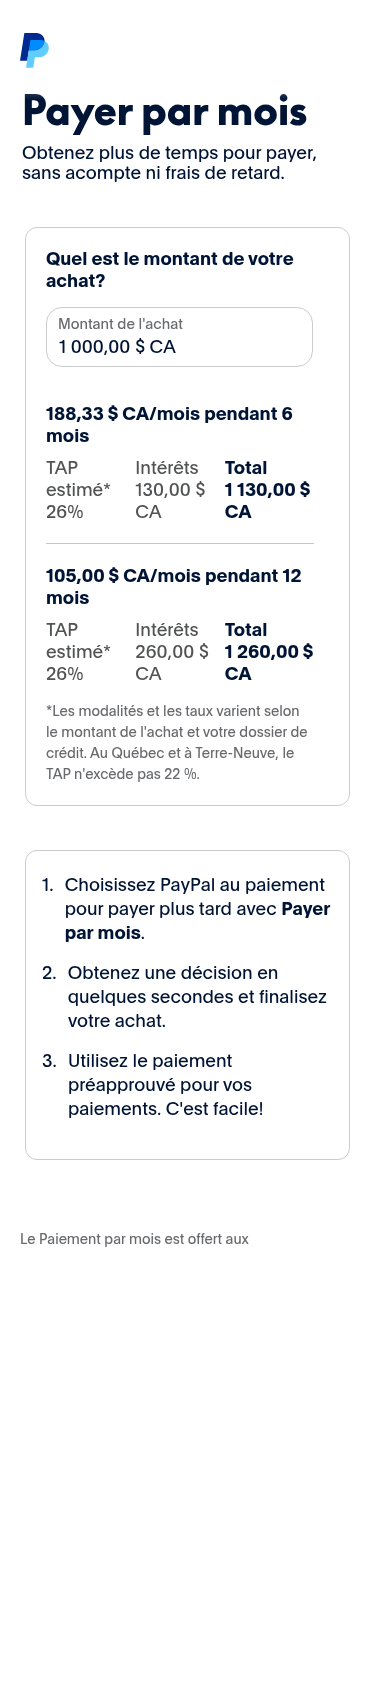 Payer par mois
Obtenez plus de temps pour payer,
sans acompte ni frais de retard.
Quel est le montant de votre
achat?
Montant de l'achat
1 000,00 $ CA
188,33 $ CA/mois pendant 6
mois
TAP
estimé*
26%
Intérêts
130,00 $
CA
Total
1 130,00 $
CA
105,00 $ CA/mois pendant 12
mois
TAP
estimé*
26%
Intérêts
260,00 $
CA
Total
1 260,00 $
CA
*Les modalités et les taux varient selon
le montant de l'achat et votre dossier de
crédit. Au Québec et à Terre-Neuve, le
TAP n'excède pas 22 %.
1. Choisissez PayPal au paiement
pour payer plus tard avec Payer
par mois.
2. Obtenez une décision en
quelques secondes et finalisez
votre achat.
3. Utilisez le paiement
préapprouvé pour vos
paiements. C'est facile!
Le Paiement par mois est offert aux